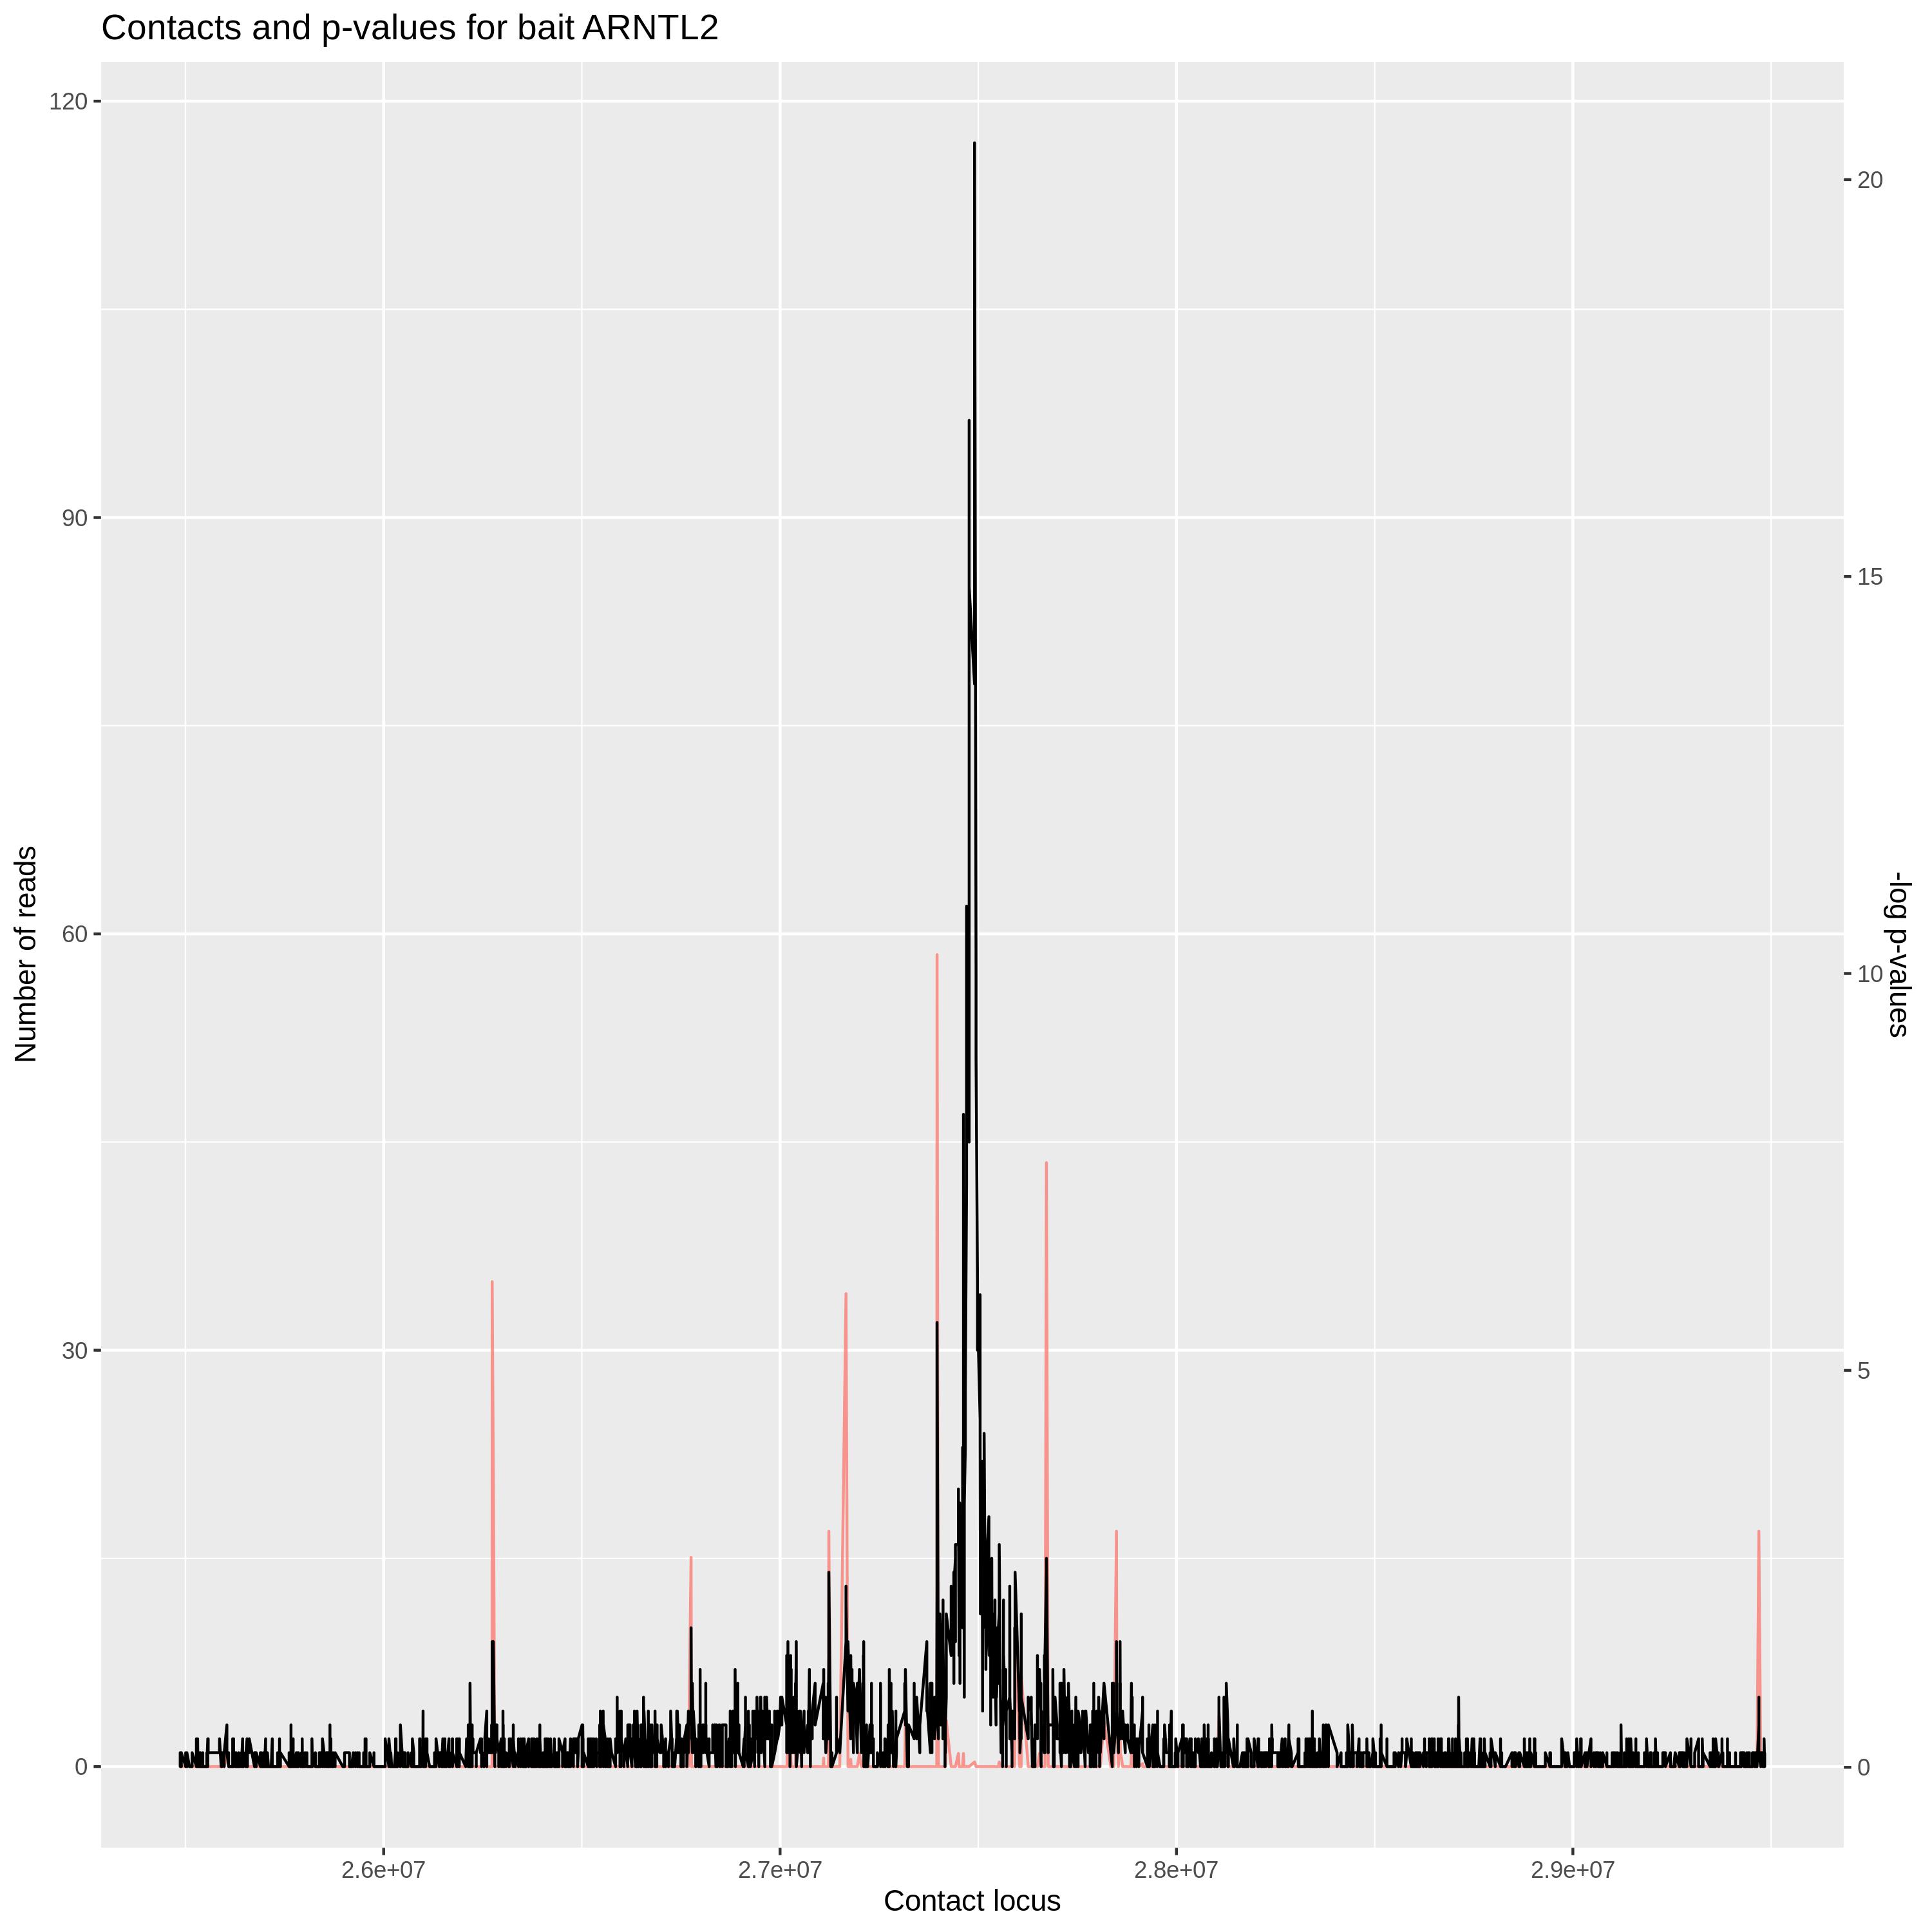 Contacts and p-values for bait ARNTL2
120
90
60
30
0
Number of reads
20
15
10
5
0
-log p-values
2.6e+07
2.7e+07
2.8e+07
2.9e+07
Contact locus